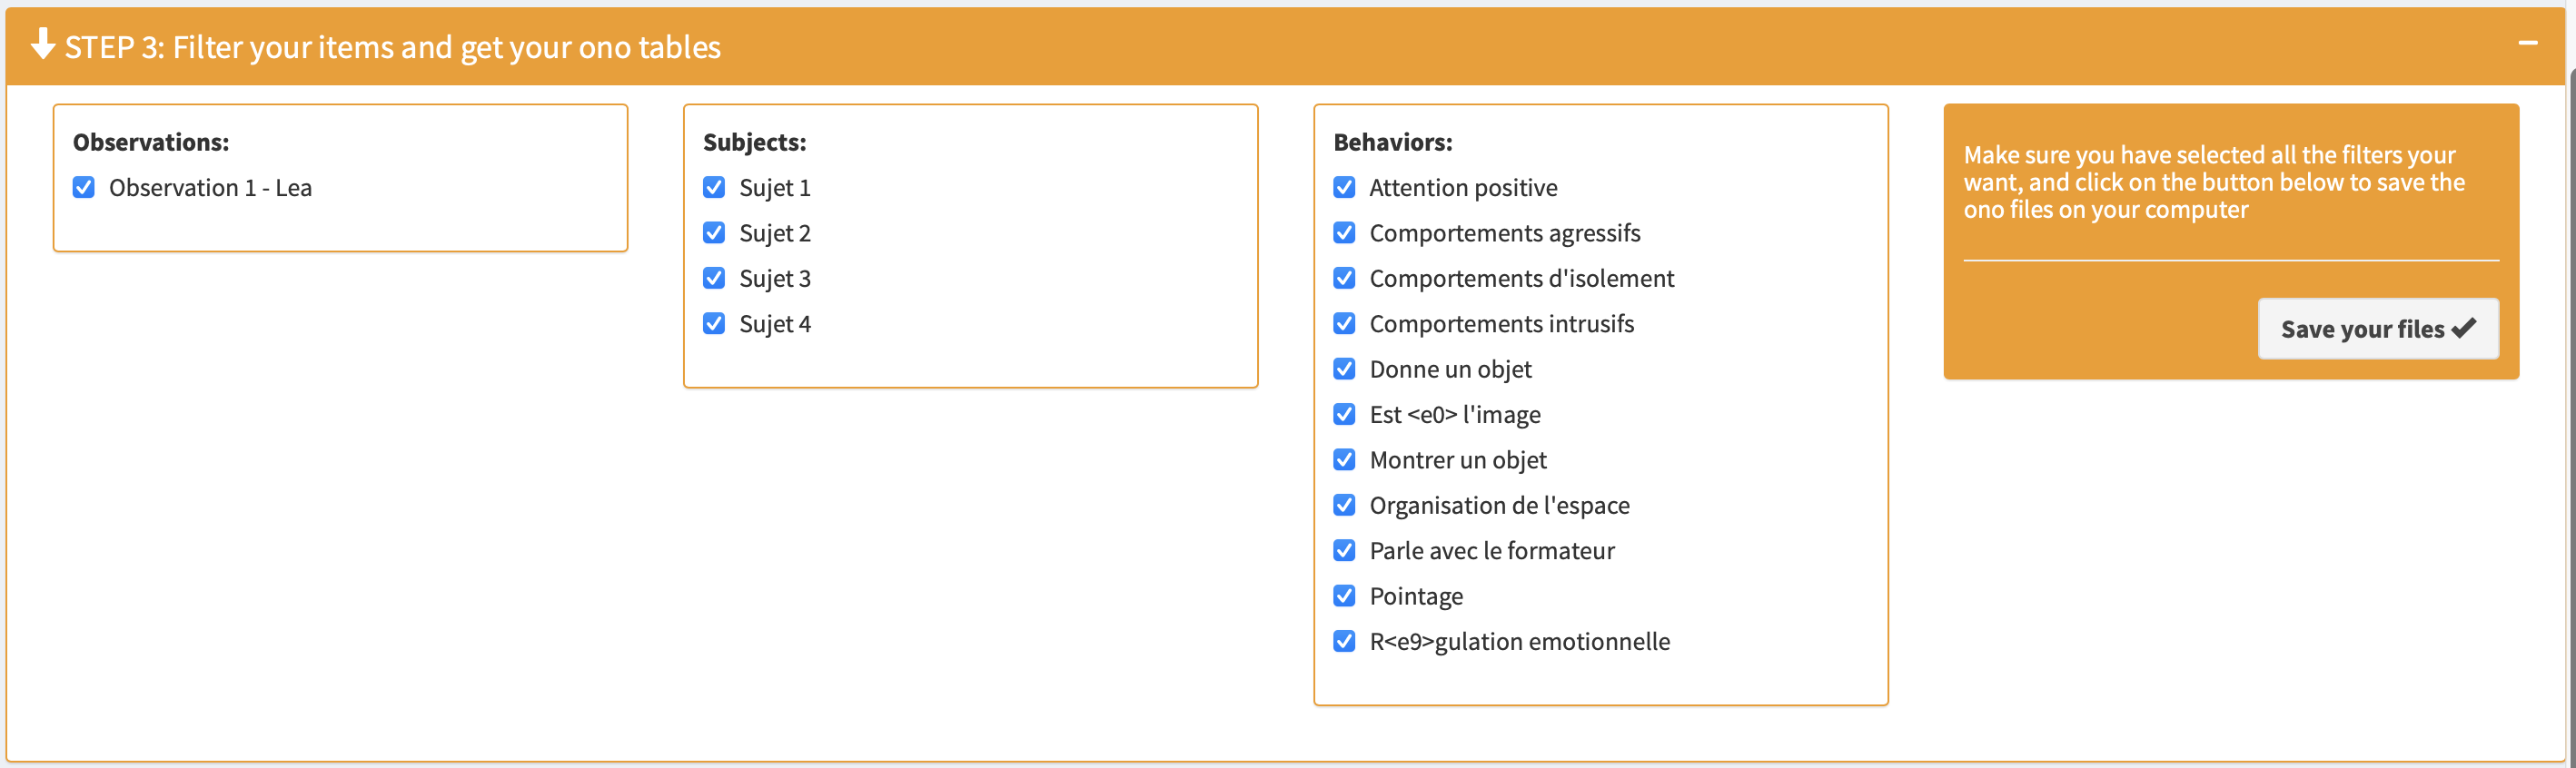 STEP 3: Filter your items and get your ono tables
Observations:
Observation 1 - Lea
Subjects:
Sujet 1
Sujet 2
Sujet 3
Sujet 4
Behaviors:
Attention positive
Comportements agressifs
Comportements d'isolement
Comportements intrusifs
Donne un objet
Est <e0> l'image
Montrer un objet
Organisation de l'espace
Parle avec le formateur
Pointage
R<e9>gulation emotionnelle
Make sure you have selected all the filters your
want, and click on the button below to save the
ono files on your computer
Save your files